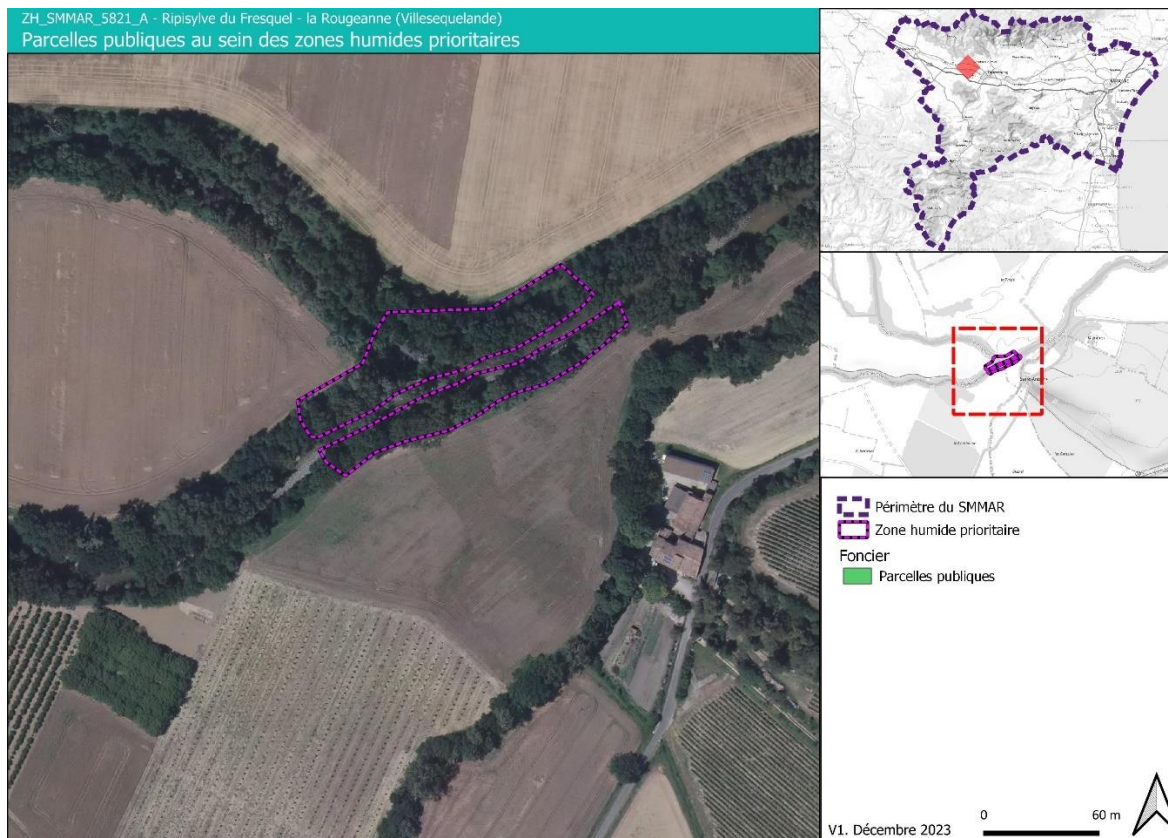 ZH_SMMAR_5821_A - Ripisylve du Fresquel - la Rougeanne (Villesequelande)
Parcelles publiques au sein des zones humides prioritaires
Périmètre du SMMAR
Zone humide prioritaire
Foncier
Parcelles publiques
V1. Décembre 2023
0 60 m